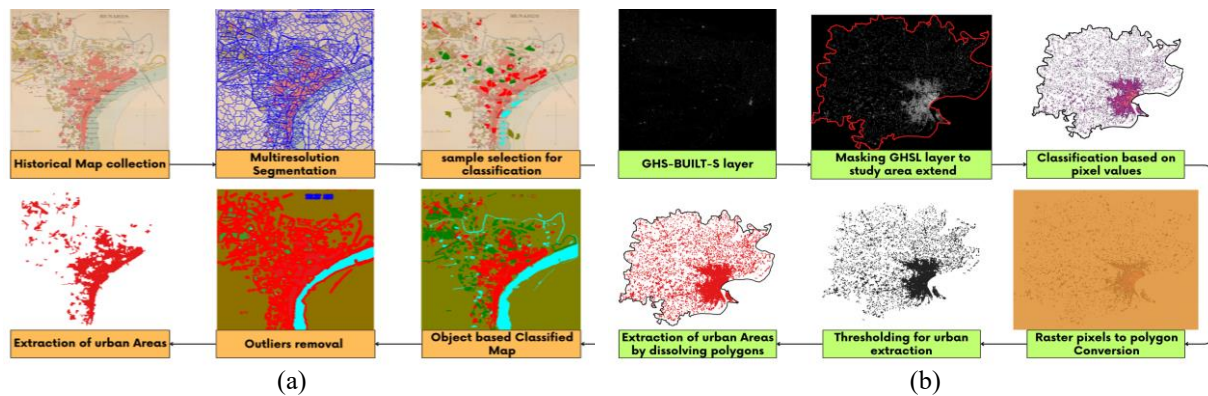 BENARES
Historical Map collection
Multiresolution
Segmentation
sample selection for
classification
GHS-BUILT-S layer
Masking GHSL layer to
study area extend
Classification based on
pixel values
Extraction of urban Areas
Outliers removal
Object based Classified
Map
Extraction of urban Areas
by dissolving polygons
Thresholding for urban
extraction
Raster pixels to polygon
Conversion
(a)
(b)